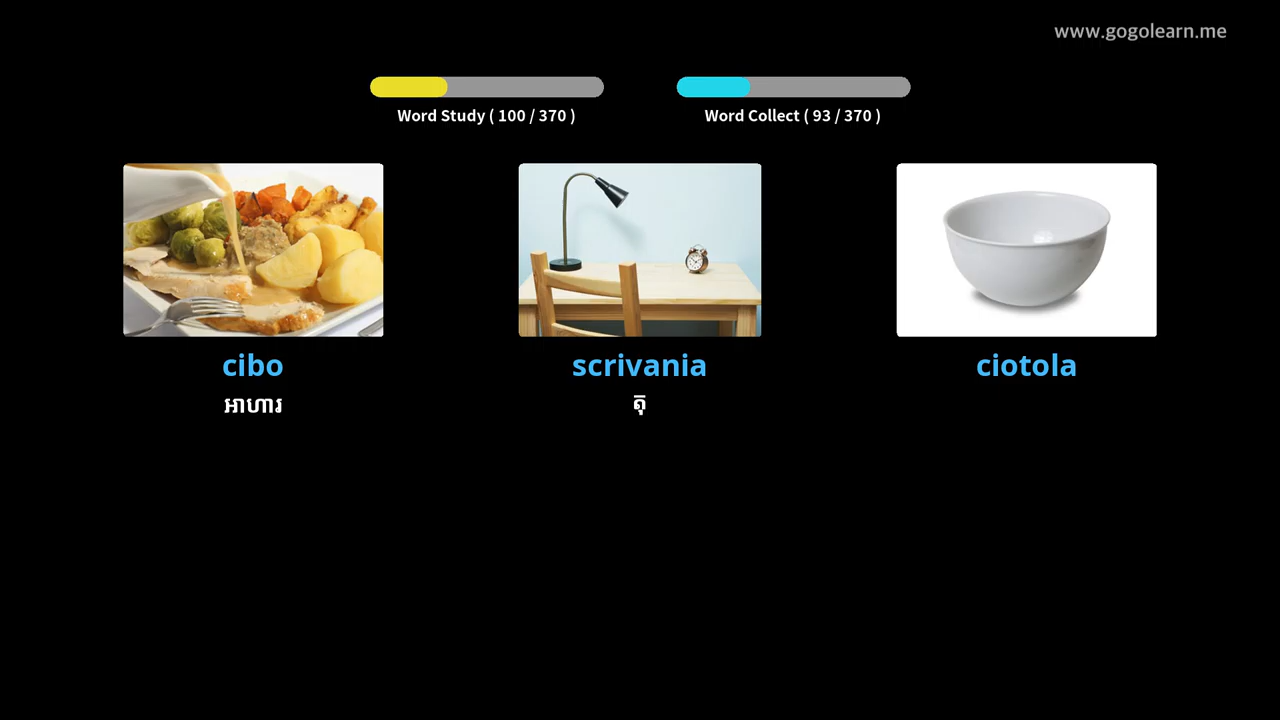 www.gogolearn.me
Word Study ( 100 / 370 )
Word Collect ( 93 / 370 )
cibo
scrivania
ciotola
អាហារ
តុ